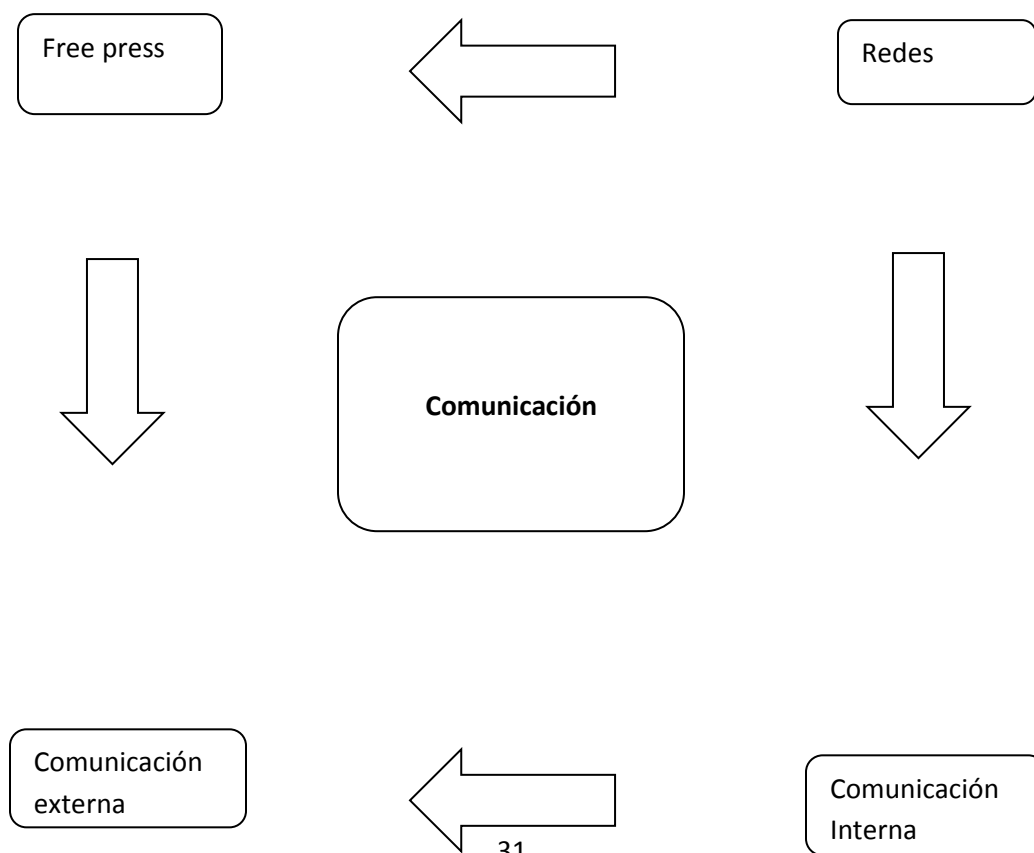 Free press
Redes
Comunicación
Comunicación
externa
Comunicación
Interna
31